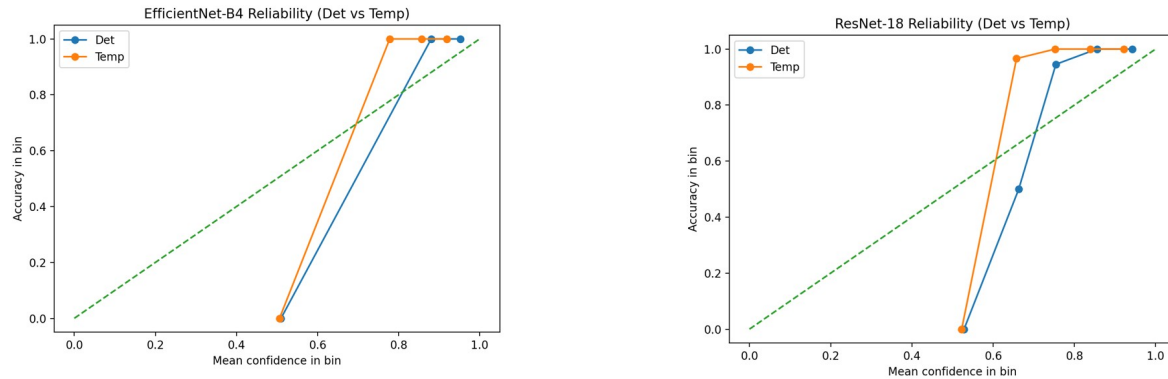 EfficientNet-B4 Reliability (Det vs Temp)
1.0
0.8
0.6
0.4
0.2
0.0
Accuracy in bin
Det
Temp
0.0 0.2 0.4 0.6 0.8 1.0
Mean confidence in bin
ResNet-18 Reliability (Det vs Temp)
1.0
0.8
0.6
0.4
0.2
0.0
Accuracy in bin
Det
Temp
0.0 0.2 0.4 0.6 0.8 1.0
Mean confidence in bin